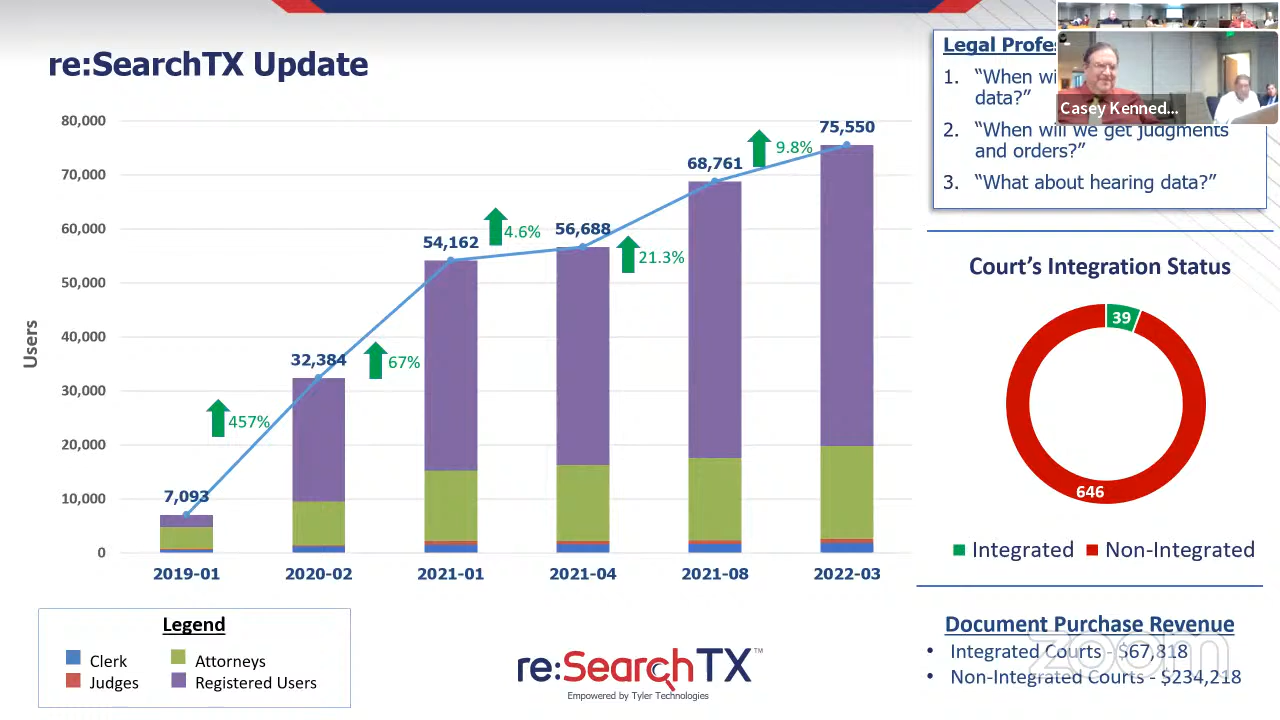 re:SearchTX Update
80,000
70,000
60,000
50,000
40,000
30,000
20,000
10,000
0
Users
7,093
32,384
54,162
56,688
68,761
75,550
457%
67%
4.6%
21.3%
9.8%
2019-01
2020-02
2021-01
2021-04
2021-08
2022-03
Legend
Clerk
Attorneys
Judges
Registered Users
re:SearchTX™
Empowered by Tyler Technologies
Legal
1. “When
data?”
2. “When will we get judgments
and orders?”
3. “What about hearing data?”
Casey Kenned...
Court’s Integration Status
39
646
Integrated
Non-Integrated
Document Purchase Revenue
• Integrated Courts - $67,818
• Non-Integrated Courts - $234,218
zoom